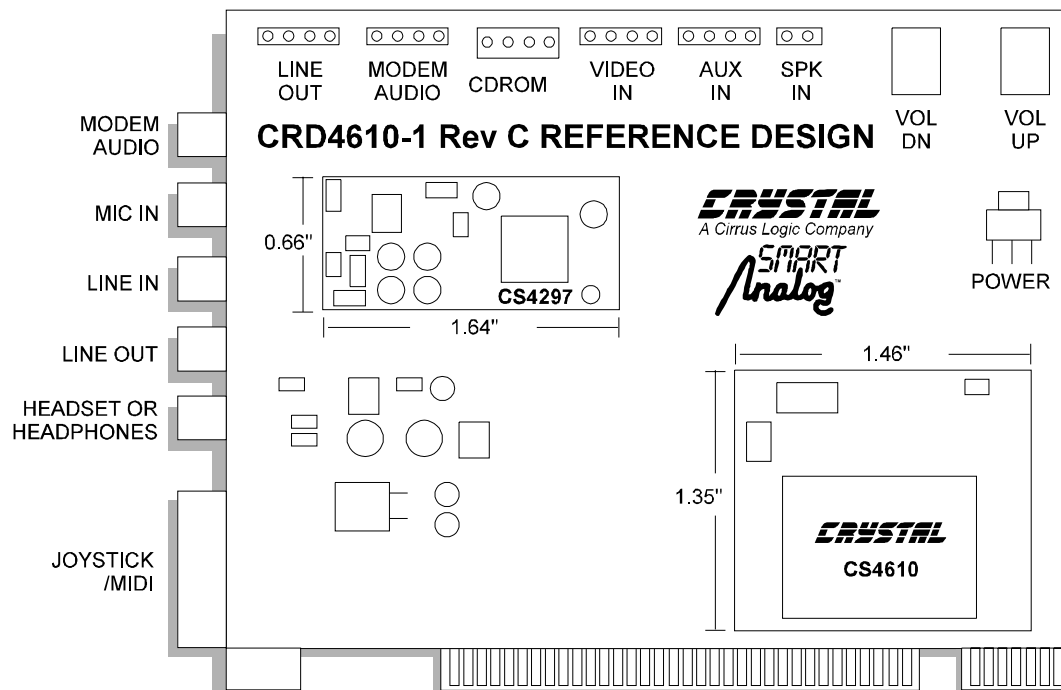 LINE
OUT
MODEM
AUDIO
CDROM
VIDEO
IN
AUX
IN
SPK
IN
VOL
DN
VOL
UP
CRD4610-1 Rev C REFERENCE DESIGN
MODEM
AUDIO
MIC IN
LINE IN
LINE OUT
HEADSET OR
HEADPHONES
JOYSTICK
/MIDI
0.66"
CS4297
1.64"
CRYSTAL
A Cirrus Logic Company
SMART
Analog™
POWER
1.46"
1.35"
CRYSTAL
CS4610